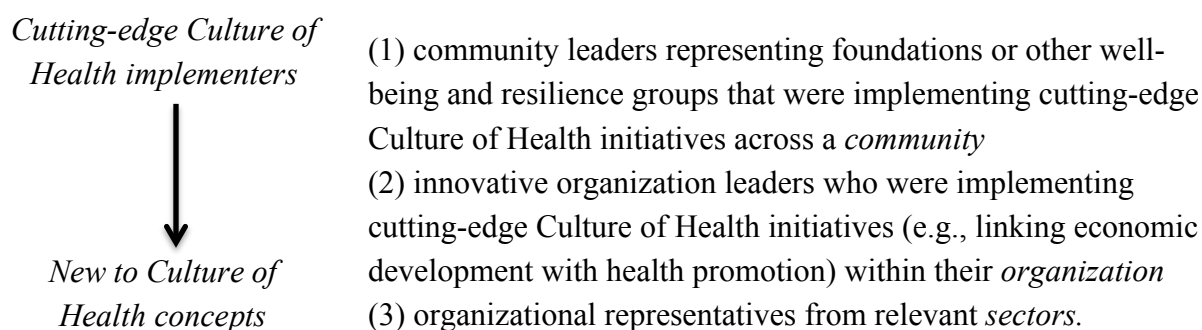 Cutting-edge Culture of
Health implementers
New to Culture of
Health concepts
(1) community leaders representing foundations or other well-
being and resilience groups that were implementing cutting-edge
Culture of Health initiatives across a community
(2) innovative organization leaders who were implementing
cutting-edge Culture of Health initiatives (e.g., linking economic
development with health promotion) within their organization
(3) organizational representatives from relevant sectors.